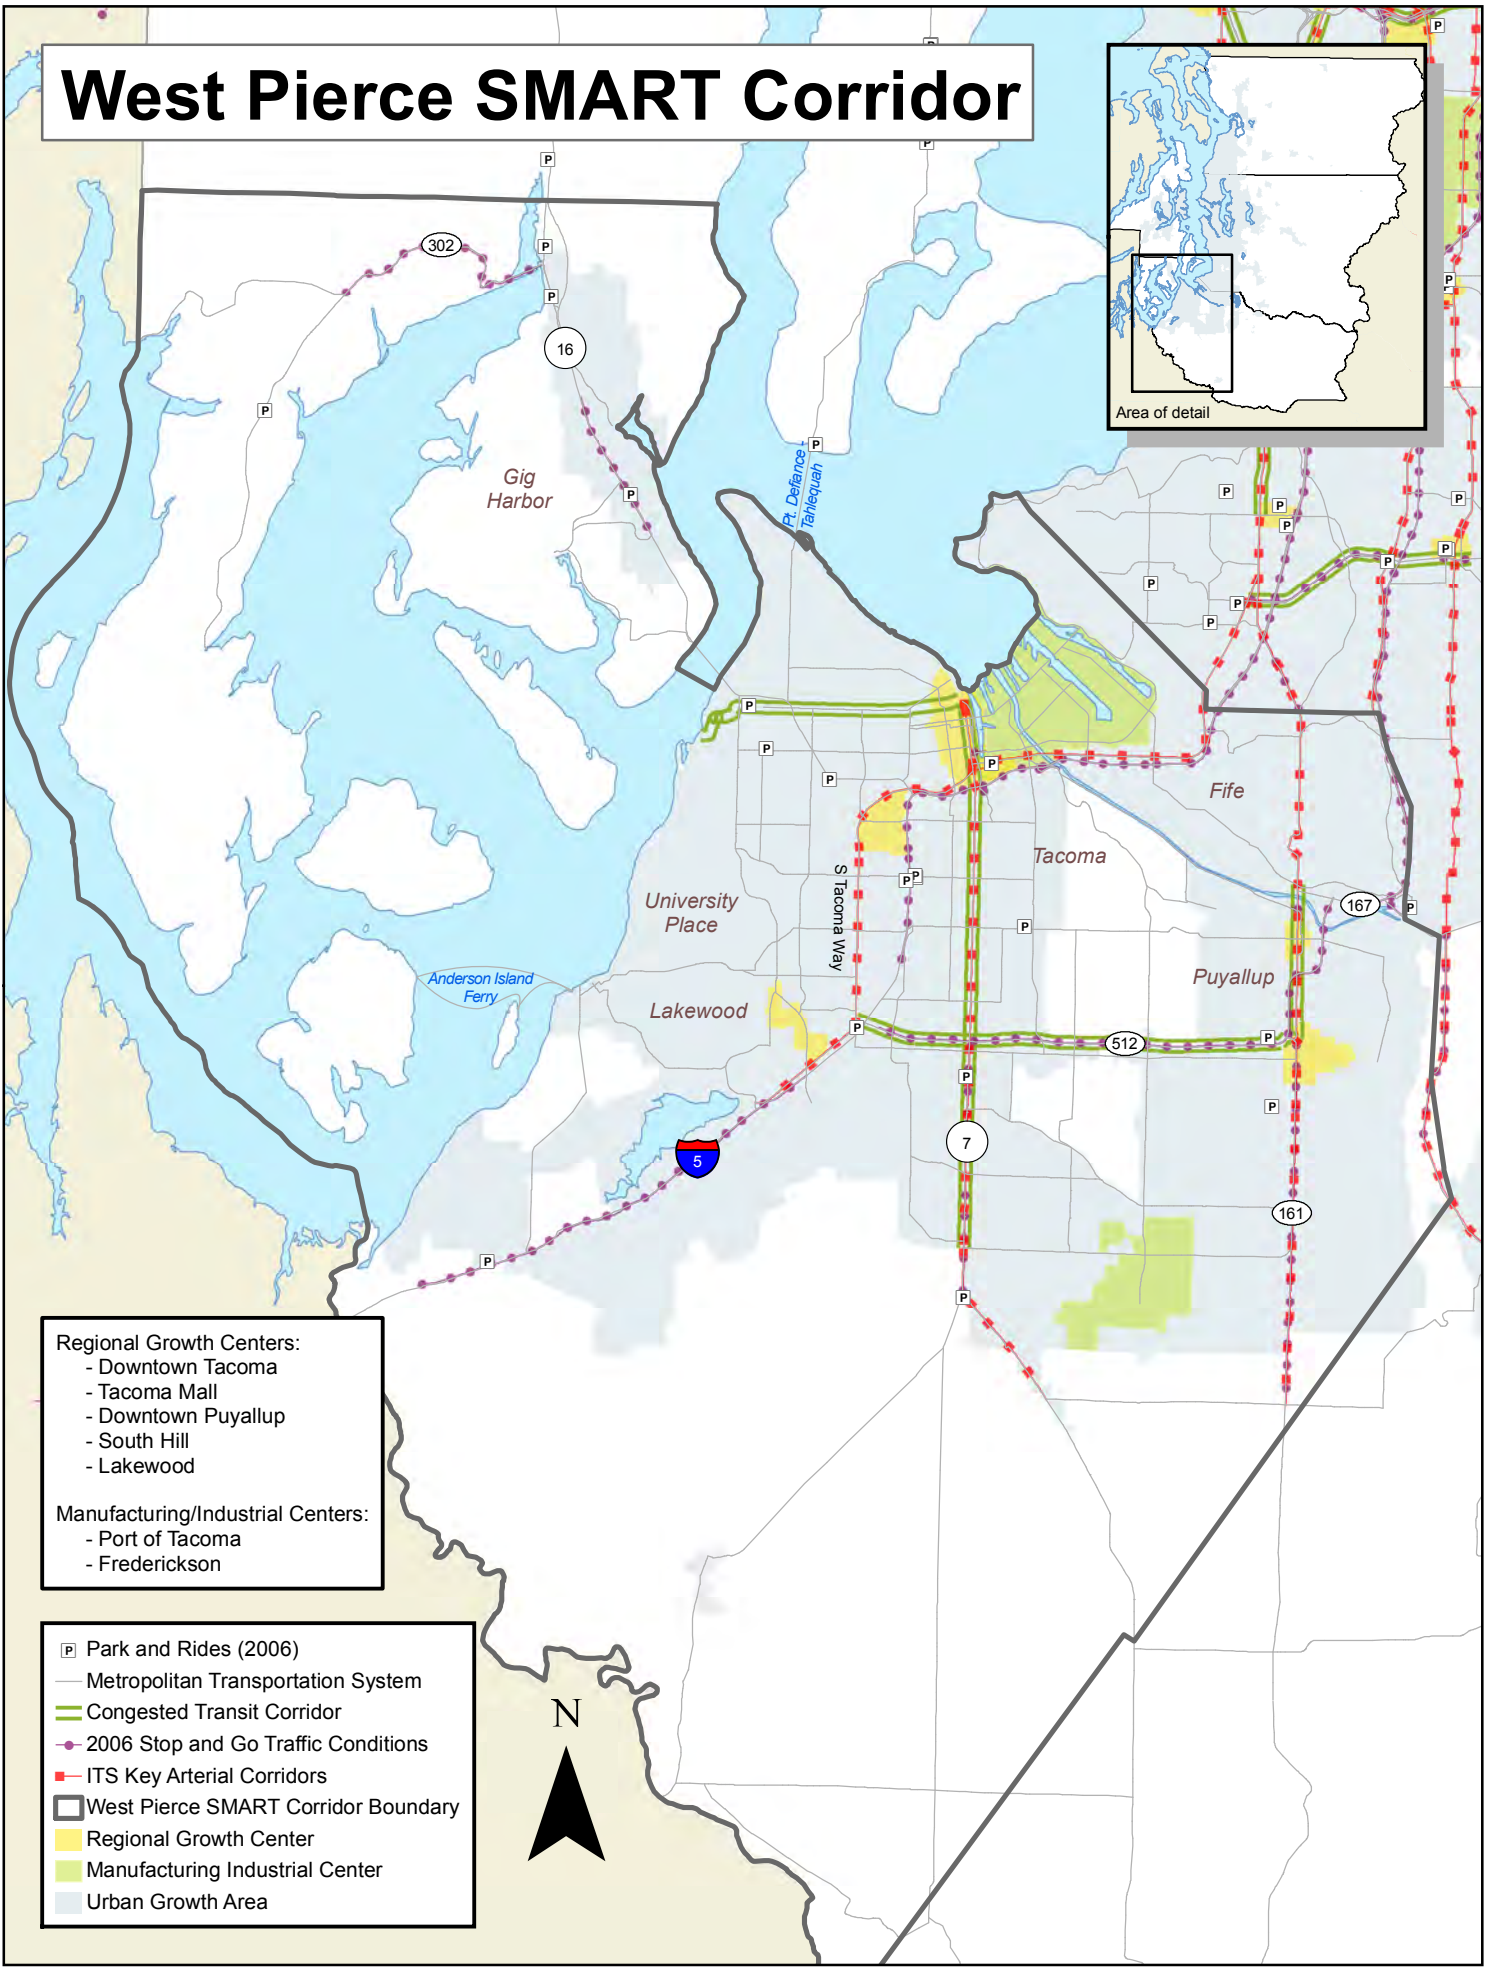 West Pierce SMART Corridor
Area of detail
302
16
Gig
Harbor
Pt. Defiance -
Tahlequah
Fife
Tacoma
S Tacoma Way
University
Place
167
Puyallup
Anderson Island
Ferry
Lakewood
512
7
5
161
Regional Growth Centers:
- Downtown Tacoma
- Tacoma Mall
- Downtown Puyallup
- South Hill
- Lakewood
Manufacturing/Industrial Centers:
- Port of Tacoma
- Frederickson
P Park and Rides (2006)
Metropolitan Transportation System
Congested Transit Corridor
2006 Stop and Go Traffic Conditions
ITS Key Arterial Corridors
West Pierce SMART Corridor Boundary
Regional Growth Center
Manufacturing Industrial Center
Urban Growth Area
N